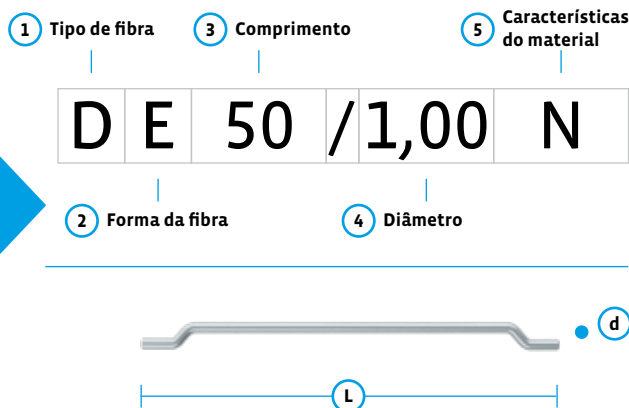 1 Tipo de fibra
3 Comprimento
5 Características
do material
D E 50 / 1,00 N
2 Forma da fibra
4 Diâmetro
d
L